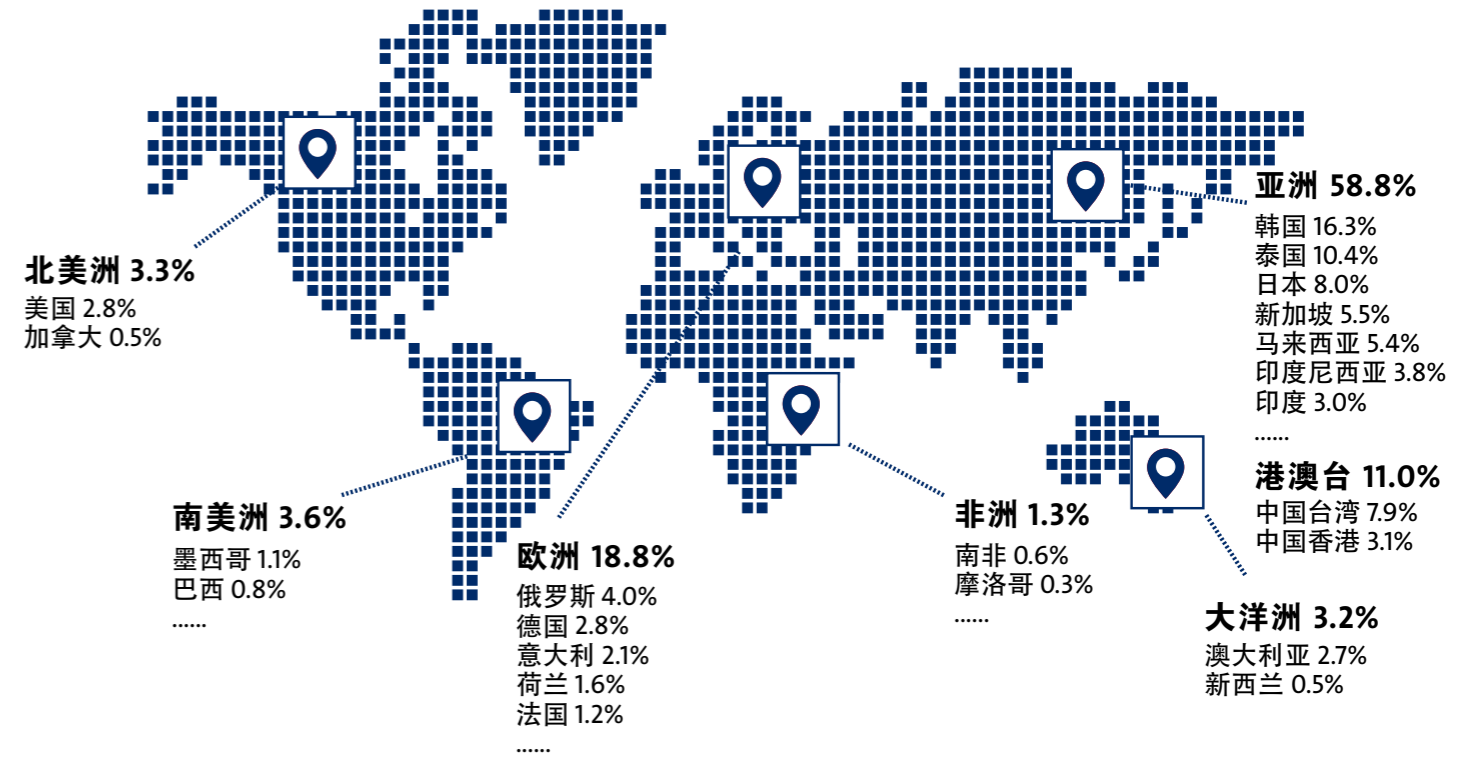 北美洲 3.3%
美国 2.8%
加拿大 0.5%
南美洲 3.6%
墨西哥 1.1%
巴西 0.8%
......
欧洲 18.8%
俄罗斯 4.0%
德国 2.8%
意大利 2.1%
荷兰 1.6%
法国 1.2%
......
非洲 1.3%
南非 0.6%
摩洛哥 0.3%
......
亚洲 58.8%
韩国 16.3%
泰国 10.4%
日本 8.0%
新加坡 5.5%
马来西亚 5.4%
印度尼西亚 3.8%
印度 3.0%
......
港澳台 11.0%
中国台湾 7.9%
中国香港 3.1%
大洋洲 3.2%
澳大利亚 2.7%
新西兰 0.5%